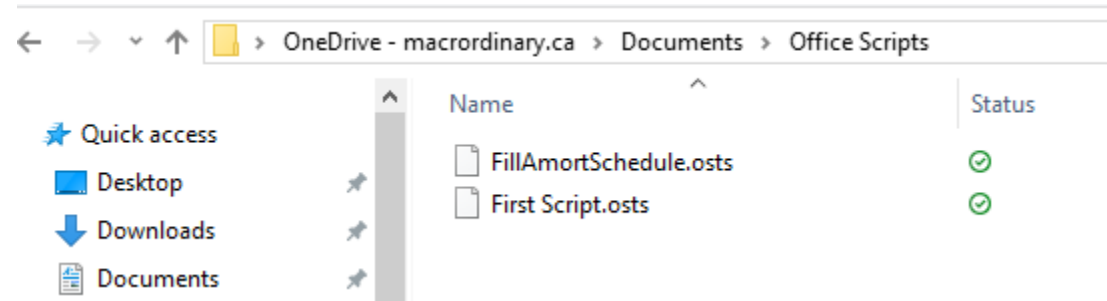 OneDrive - macrordinary.ca > Documents > Office Scripts
Name Status
Quick access
FillAmortSchedule.osts
Desktop
First Script.osts
Downloads
Documents